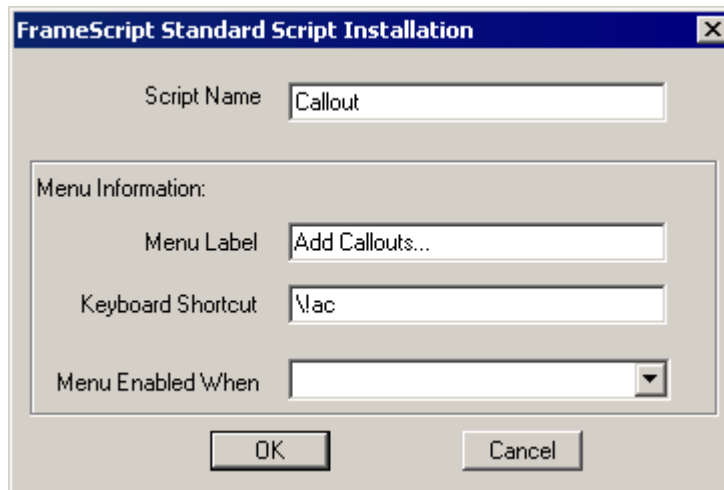 FrameScript Standard Script Installation
Script Name Callout
Menu Information:
Menu Label Add Callouts...
Keyboard Shortcut \!ac
Menu Enabled When
OK Cancel